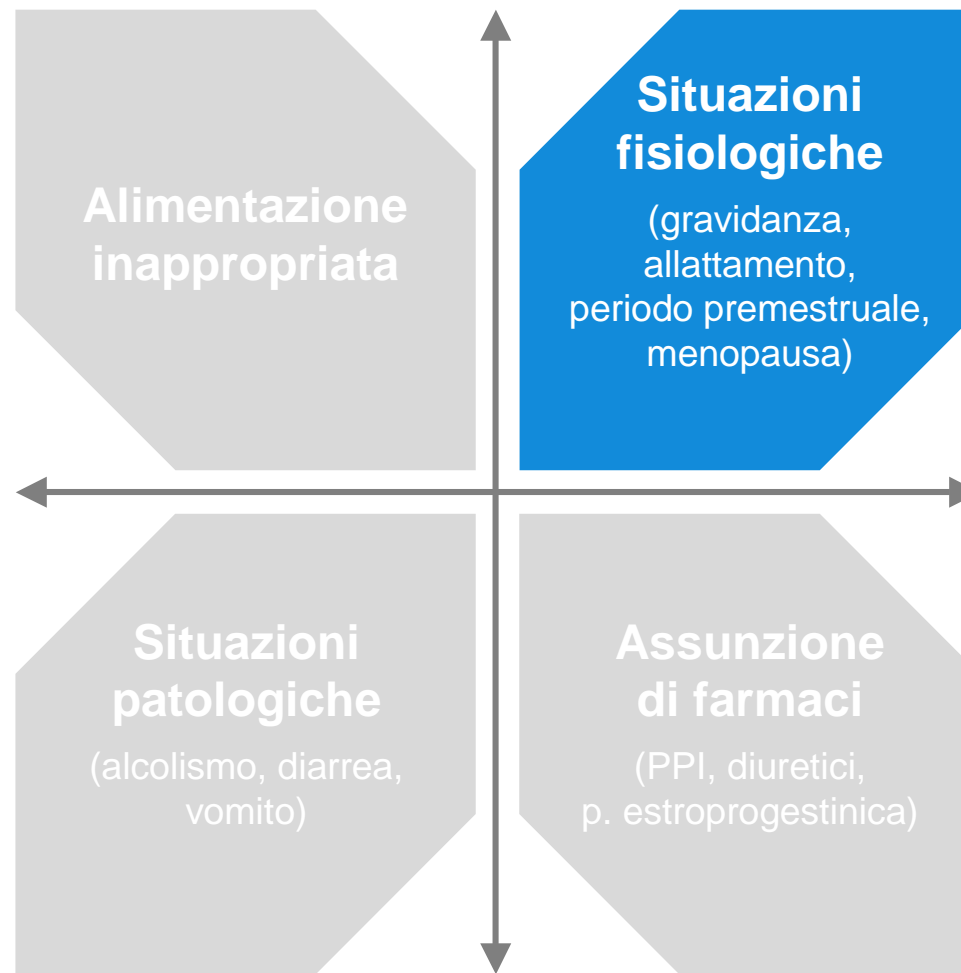 Alimentazione
inappropriata
Situazioni
fisiologiche
(gravidanza,
allattamento,
periodo premestruale,
menopausa)
Situazioni
patologiche
(alcolismo, diarrea,
vomito)
Assunzione
di farmaci
(PPI, diuretici,
p. estroprogestinica)